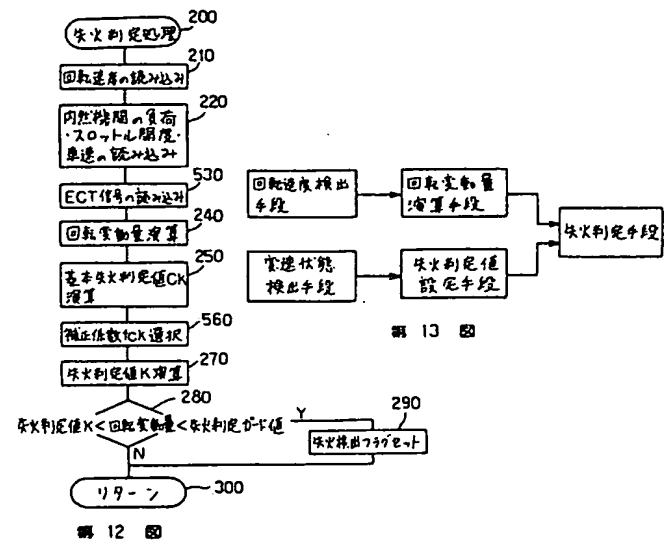 200
失火判定処理
210
回転速度の読み込み
220
内燃機関の負荷
・スロットル開度・
車速の読み込み
530
ECT信号の読み込み
240
回転変動量演算
250
基本失火判定値CK
演算
560
補正係数fCK選択
270
失火判定値K演算
280
失火判定値K<回転変動量<失火判定ガード値
Y
290
失火検出フラグセット
N
リターン
300
第 12 図
回転速度検出
手段
回転変動量
演算手段
失火判定手段
変速状態
検出手段
失火判定値
設定手段
第 13 図